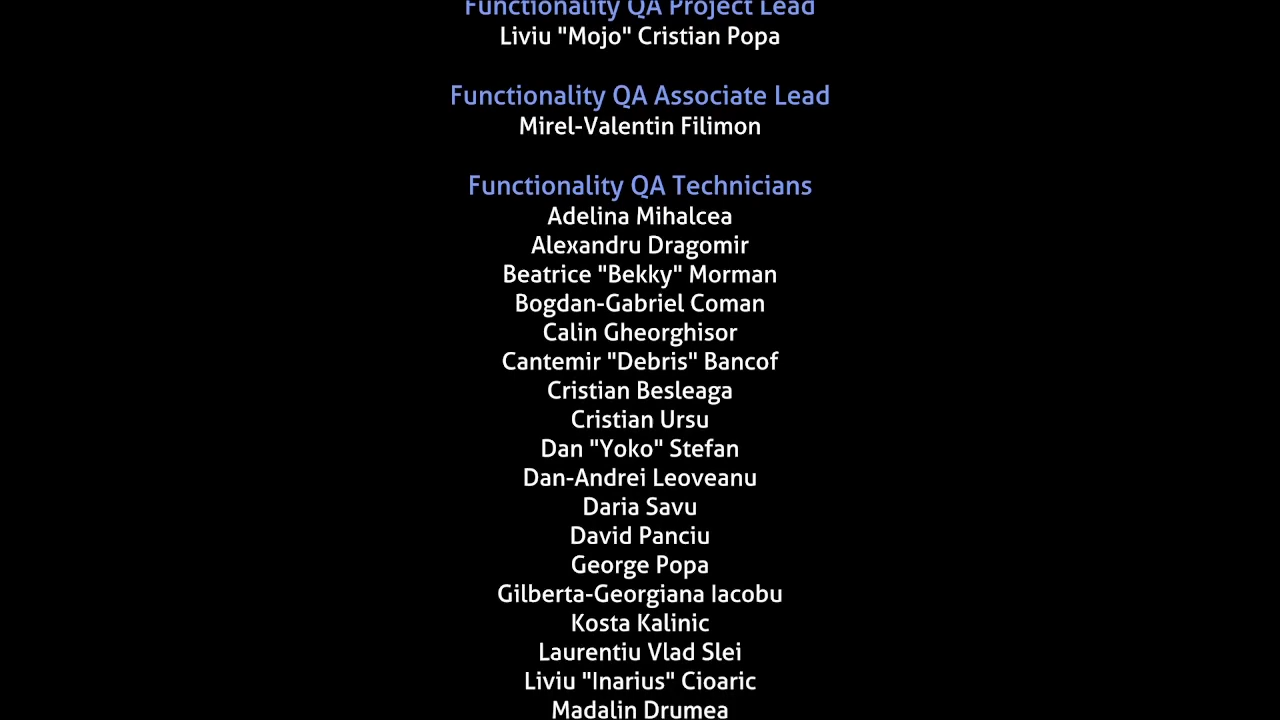 Functionality QA Project Lead
Liviu "Mojo" Cristian Popa
Functionality QA Associate Lead
Mirel-Valentin Filimon
Functionality QA Technicians
Adelina Mihalcea
Alexandru Dragomir
Beatrice "Bekky" Morman
Bogdan-Gabriel Coman
Calin Gheorghisor
Cantemir "Debris" Bancof
Cristian Besleaga
Cristian Ursu
Dan "Yoko" Stefan
Dan-Andrei Leoveanu
Daria Savu
David Panciu
George Popa
Gilberta-Georgiana Iacobu
Kosta Kalinic
Laurentiu Vlad Slei
Liviu "Inarius" Cioaric
Madalin Drumea